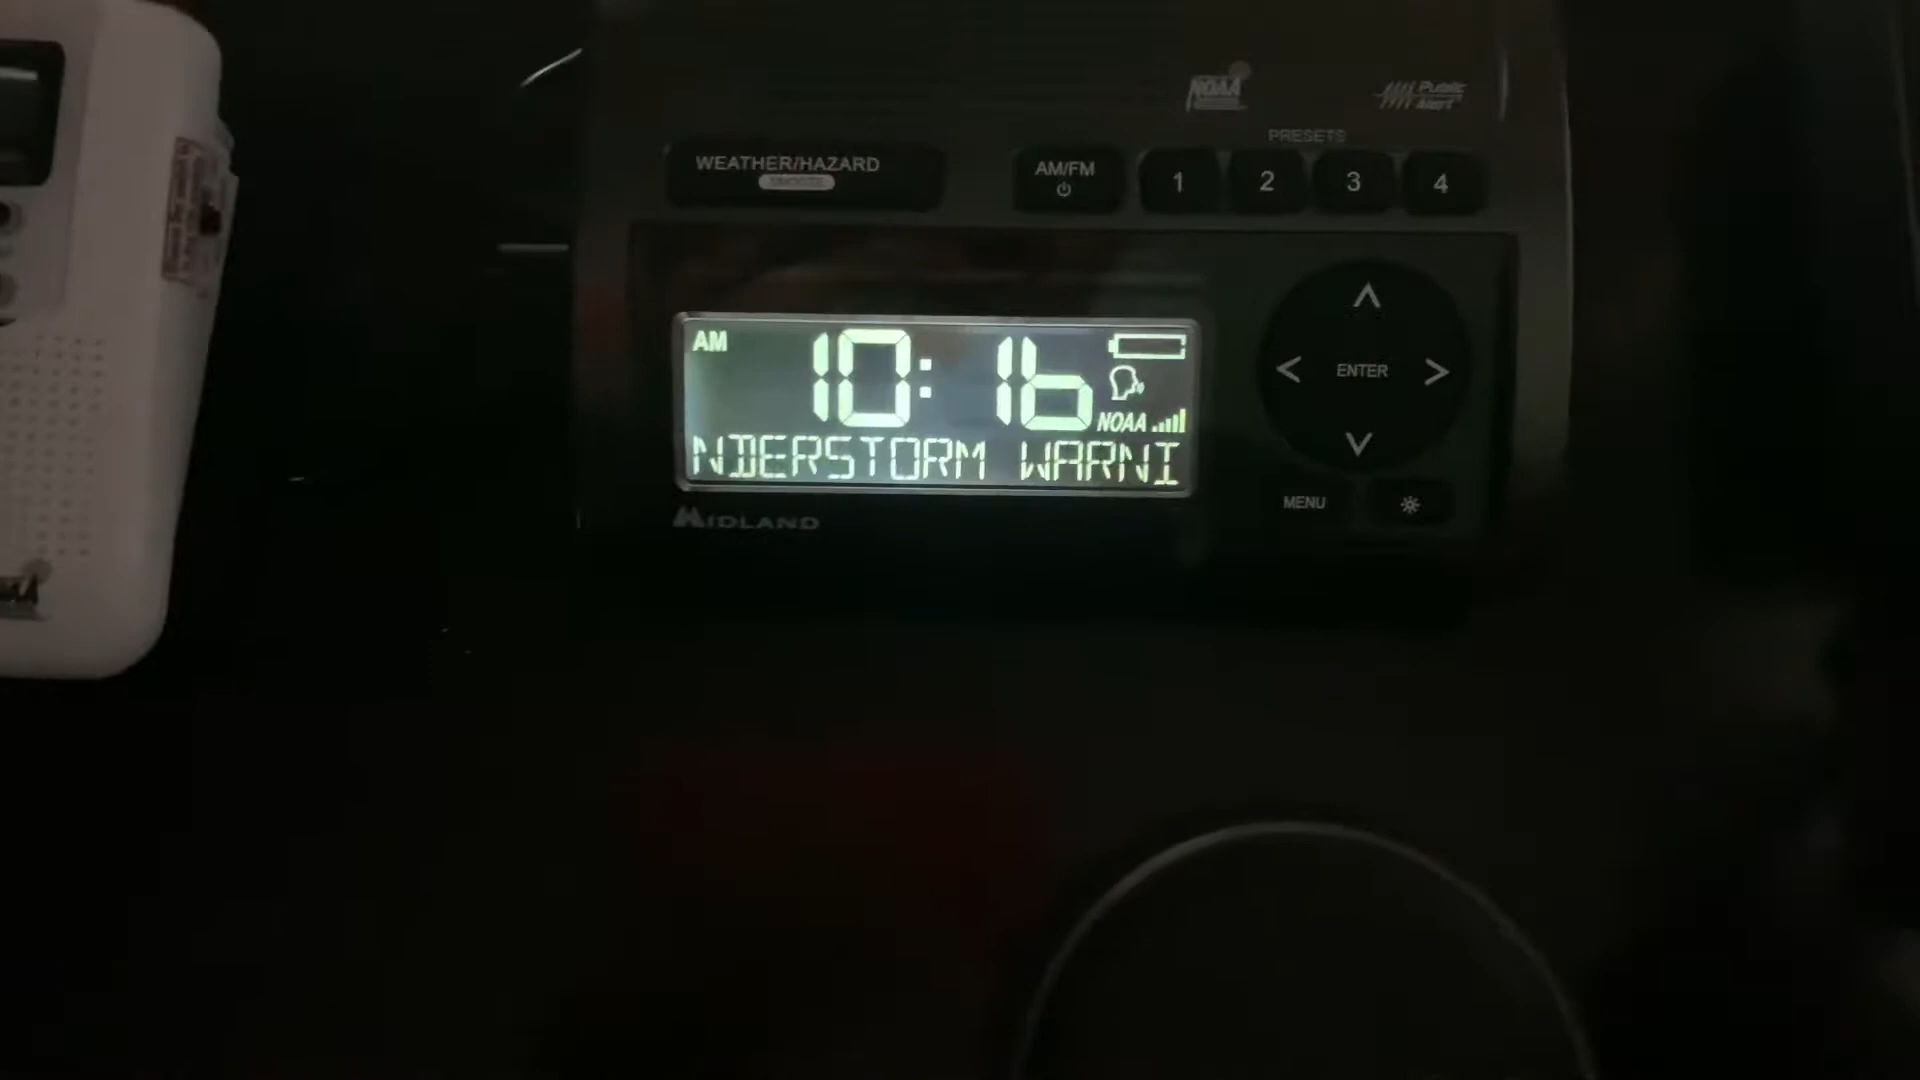 NOAA
Public
Alert
PRESETS
WEATHER/HAZARD
SNOOZE
AM/FM
1 2 3 4
AM 10:16
NOAA
NDERSTORM WARNI
ENTER
MENU
MIDLAND